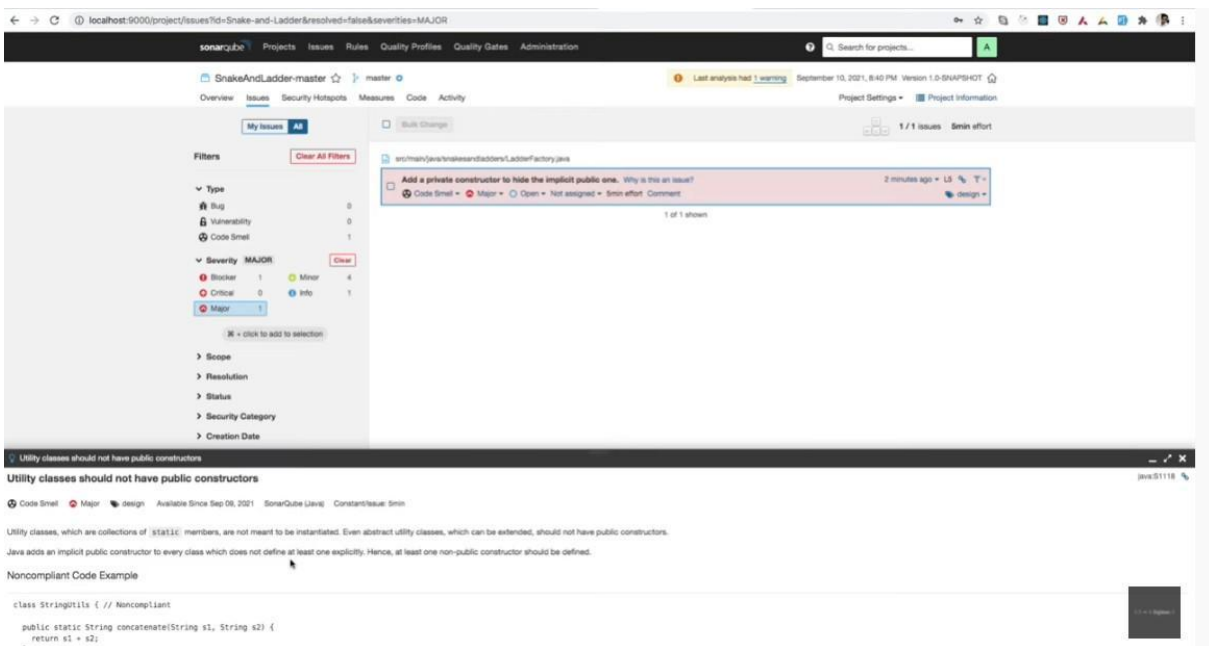 localhost:9000/project/issues?id=Snake-and-Ladder&resolved=false&severities=MAJOR
sonarqube Projects Issues Rules Quality Profiles Quality Gates Administration Search for projects... A
SnakeAndLadder-master master Last analysis had 1 warning September 10, 2021, 8:40 PM Version 1.0-SNAPSHOT
Overview Issues Security Hotspots Measures Code Activity Project Settings Project Information
My Issues All Bulk Change 1 / 1 issues 5min effort
Filters Clear All Filters src/main/java/snakesandladders/LadderFactory.java
Add a private constructor to hide the implicit public one. Why is this an issue? 2 minutes ago L5
Code Smell Major Open Not assigned 5min effort Comment design
1 of 1 shown
Type
Bug 0
Vulnerability 0
Code Smell 1
Severity MAJOR Clear
Blocker 1 Minor 4
Critical 0 Info 1
Major 1
⌘ + click to add to selection
Scope
Resolution
Status
Security Category
Creation Date
Utility classes should not have public constructors
Utility classes should not have public constructors java:S1118
Code Smell Major design Available Since Sep 09, 2021 SonarQube (Java) Constant/issue: 5min
Utility classes, which are collections of static members, are not meant to be instantiated. Even abstract utility classes, which can be extended, should not have public constructors.
Java adds an implicit public constructor to every class which does not define at least one explicitly. Hence, at least one non-public constructor should be defined.
Noncompliant Code Example
class StringUtils { // Noncompliant
public static String concatenate(String s1, String s2) {
return s1 + s2;